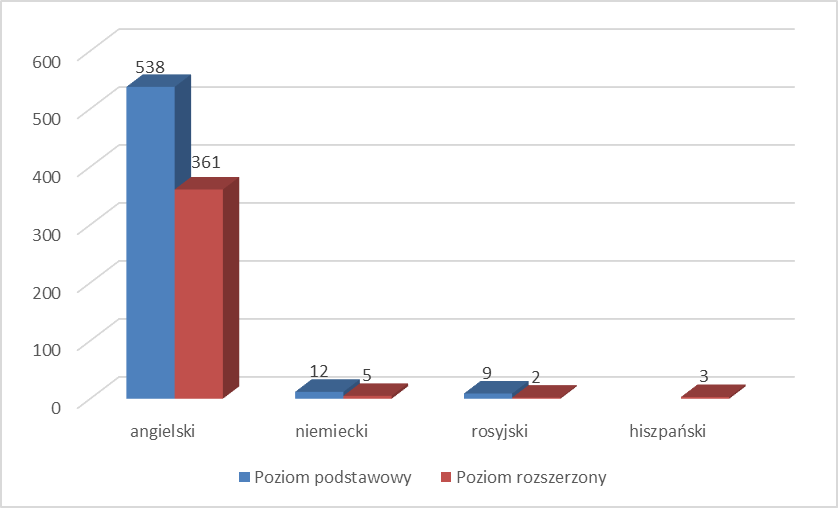 600
500
400
300
200
100
0
538
361
12
5
9
2
3
angielski
niemiecki
rosyjski
hiszpański
Poziom podstawowy
Poziom rozszerzony